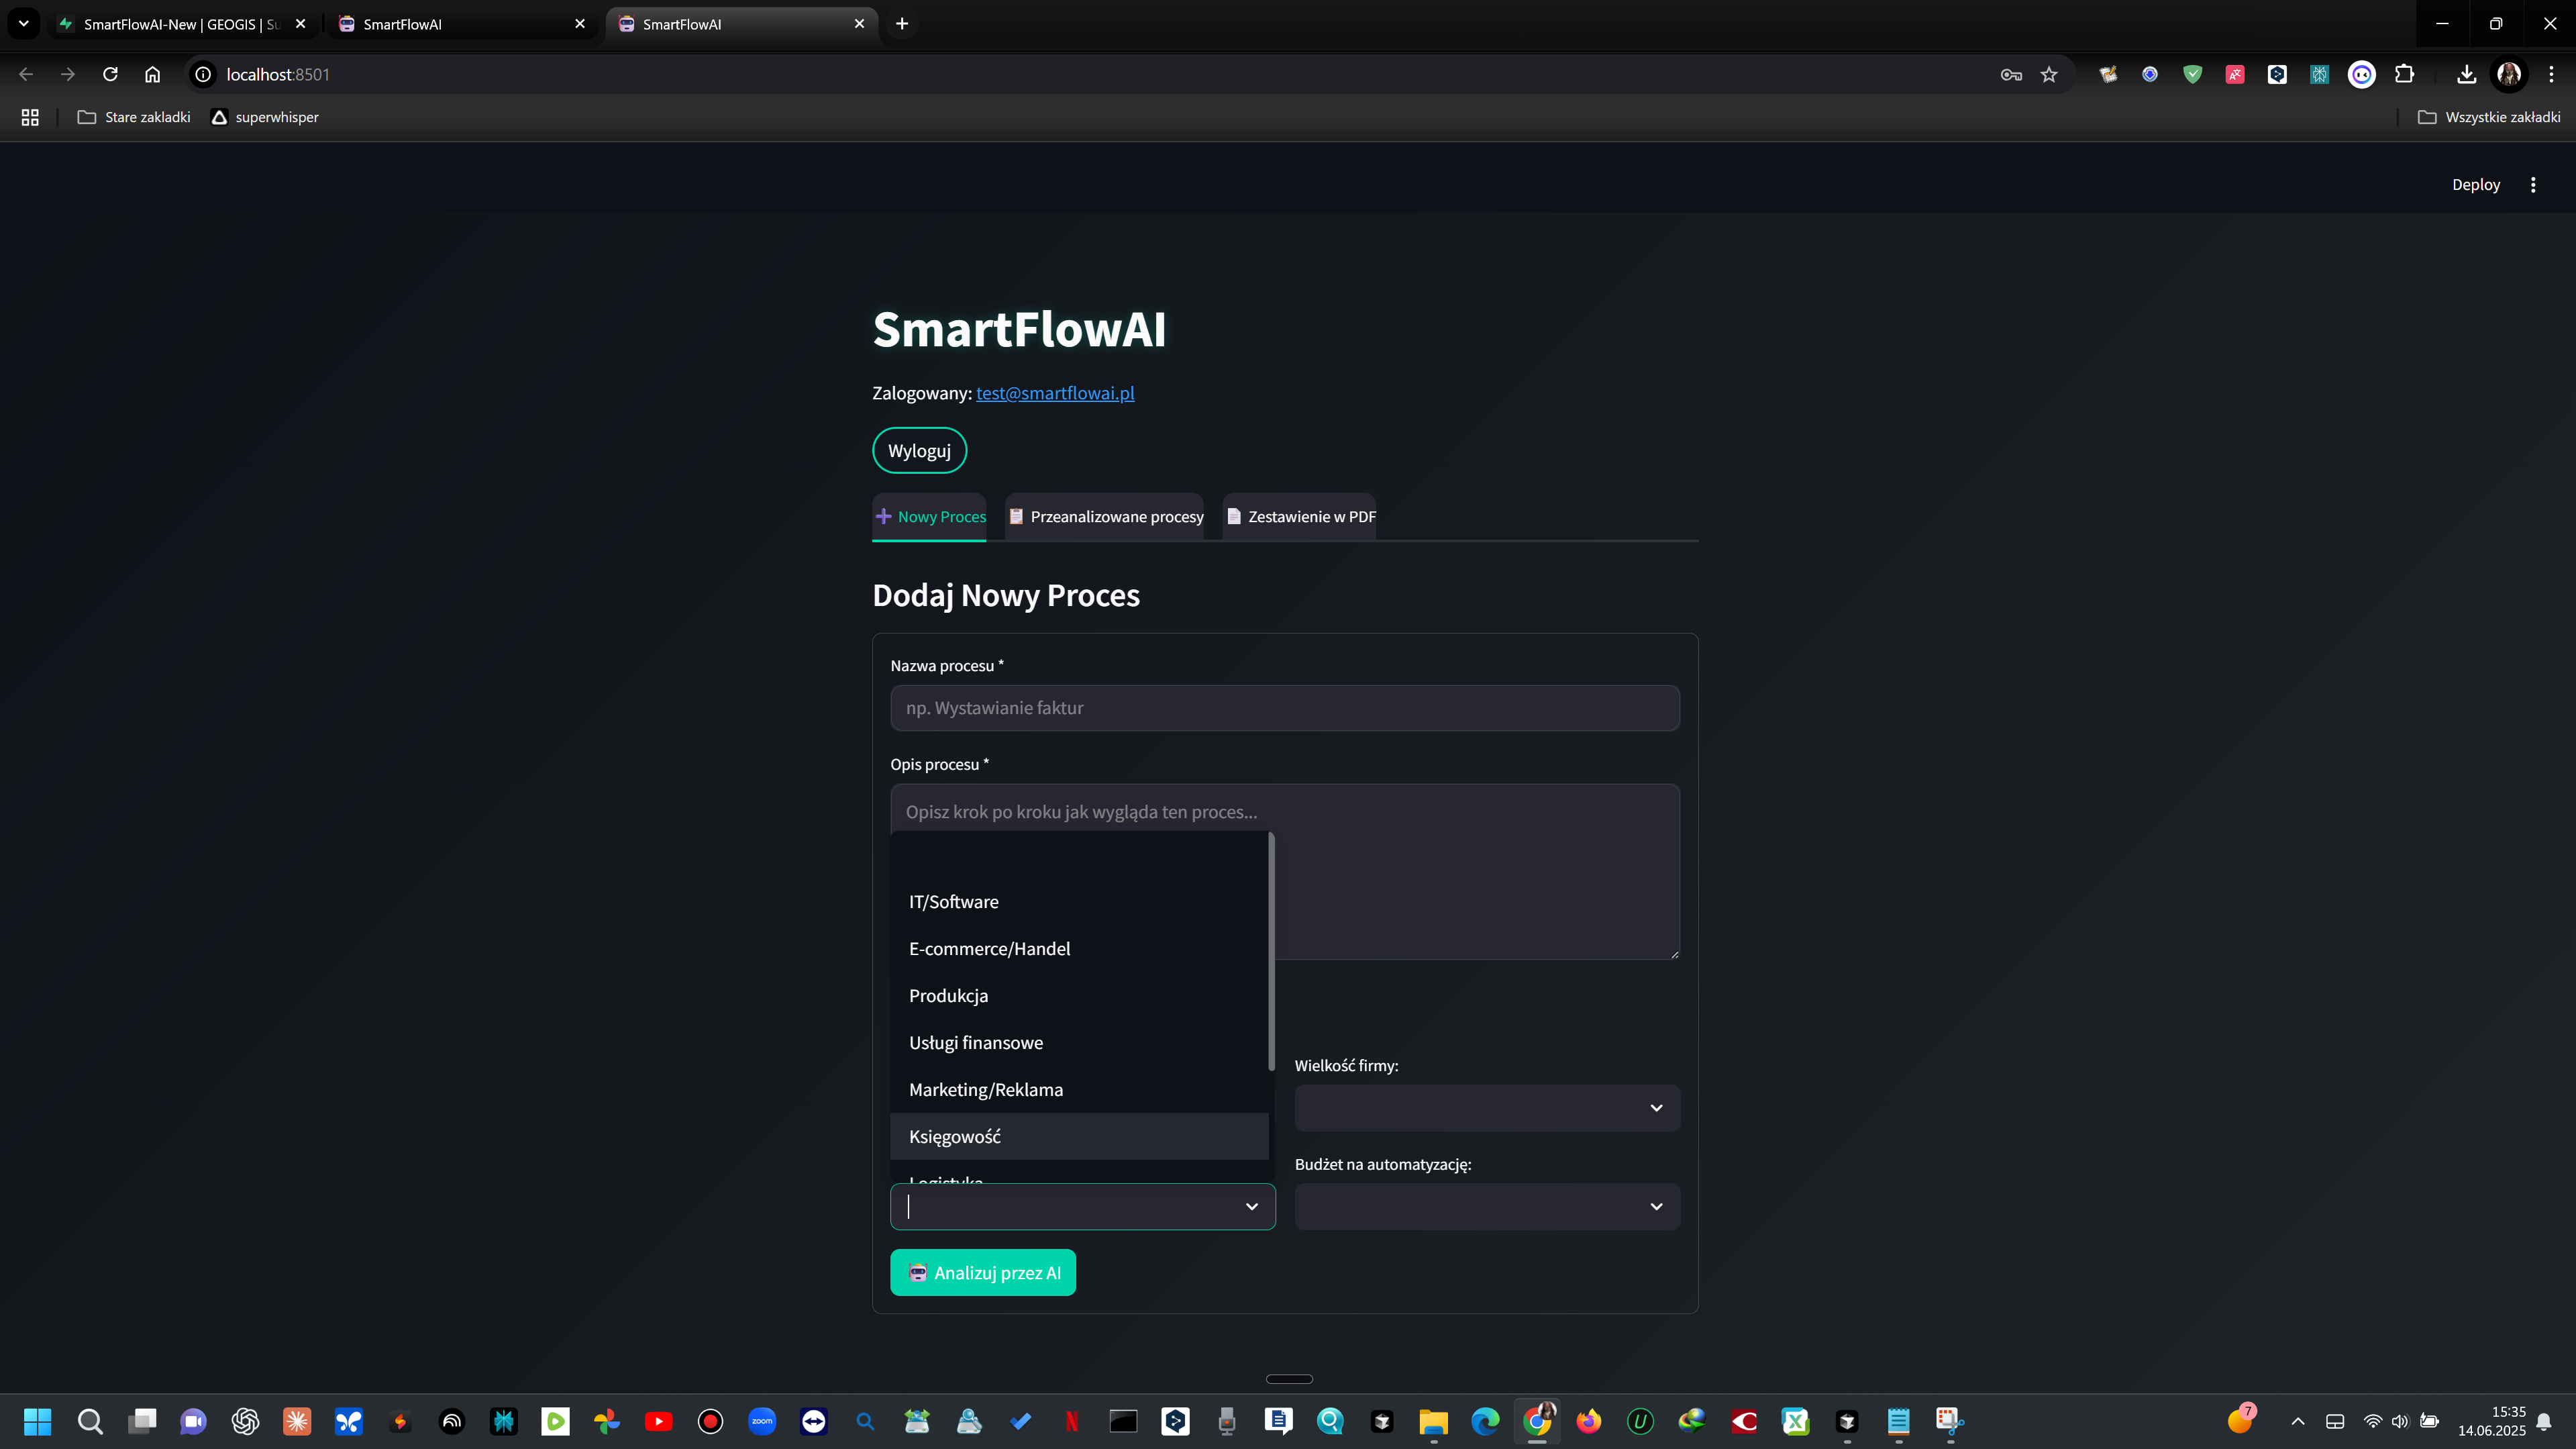 SmartFlowAI-New | GEOGIS | Su
SmartFlowAI
SmartFlowAI
localhost:8501
Stare zakladki
superwhisper
Wszystkie zakładki
Deploy
SmartFlowAI
Zalogowany: test@smartflowai.pl
Wyloguj
Nowy Proces
Przeanalizowane procesy
Zestawienie w PDF
Dodaj Nowy Proces
Nazwa procesu *
np. Wystawianie faktur
Opis procesu *
Opisz krok po kroku jak wygląda ten proces...
IT/Software
E-commerce/Handel
Produkcja
Usługi finansowe
Marketing/Reklama
Księgowość
Logistyka
Wielkość firmy:
Budżet na automatyzację:
Analizuj przez AI
zoom
7
15:35
14.06.2025